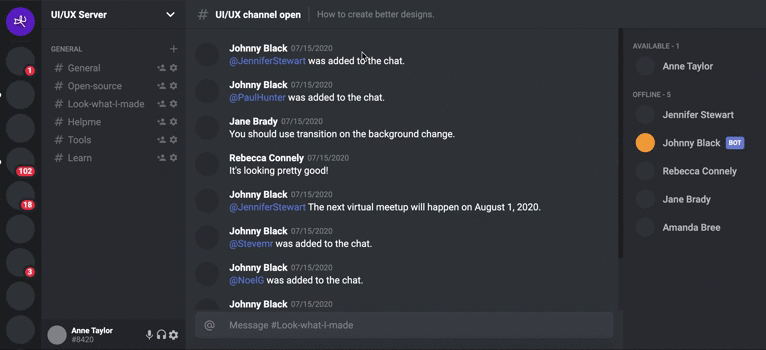 UI/UX Server
# UI/UX channel open
How to create better designs.
1
102
18
3
GENERAL +
# General
# Open-source
# Look-what-I-made
# Helpme
# Tools
# Learn
Anne Taylor
#8420
Johnny Black 07/15/2020
@JenniferStewart was added to the chat.
Johnny Black 07/15/2020
@PaulHunter was added to the chat.
Jane Brady 07/15/2020
You should use transition on the background change.
Rebecca Connely 07/15/2020
It's looking pretty good!
Johnny Black 07/15/2020
@JenniferStewart The next virtual meetup will happen on August 1, 2020.
Johnny Black 07/15/2020
@Stevemr was added to the chat.
Johnny Black 07/15/2020
@NoelG was added to the chat.
Johnny Black 07/15/2020
@ Message #Look-what-I-made
AVAILABLE - 1
Anne Taylor
OFFLINE - 5
Jennifer Stewart
Johnny Black BOT
Rebecca Connely
Jane Brady
Amanda Bree